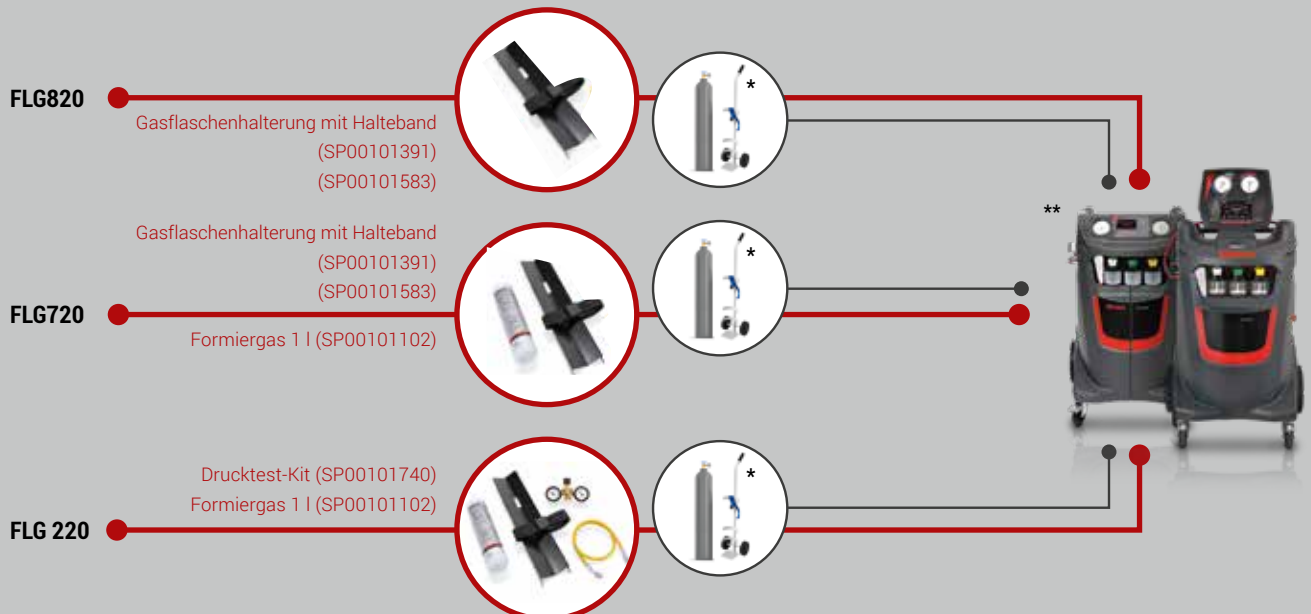 FLG820
Gasflaschenhalterung mit Halteband
(SP00101391)
(SP00101583)
*
Gasflaschenhalterung mit Halteband
(SP00101391)
(SP00101583)
FLG720
Formiergas 1 l (SP00101102)
*
**
Drucktest-Kit (SP00101740)
Formiergas 1 l (SP00101102)
FLG 220
*